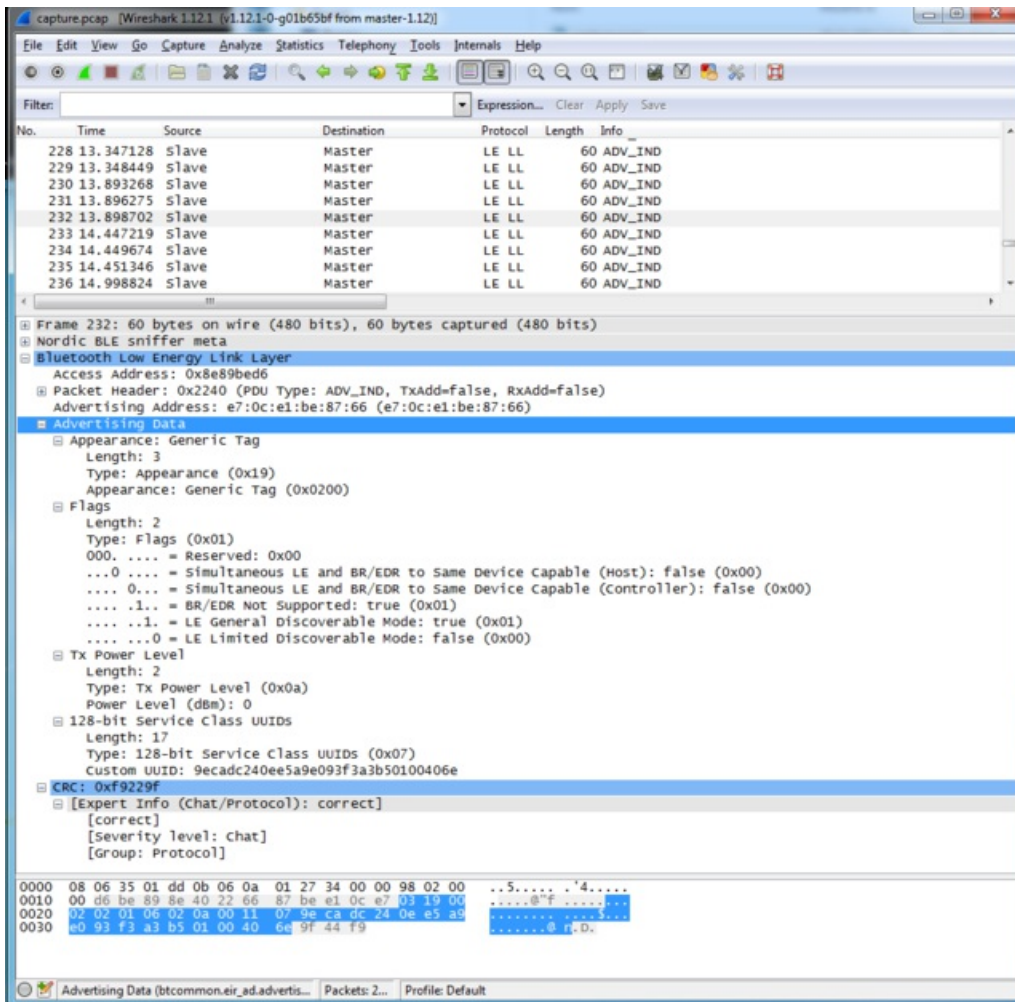 capture.pcap [Wireshark 1.12.1 (v1.12.1-0-g01b65bf from master-1.12)]
File Edit View Go Capture Analyze Statistics Telephony Tools Internals Help
Filter: Expression... Clear Apply Save
No. Time Source Destination Protocol Length Info
228 13.347128 Slave Master LE LL 60 ADV_IND
229 13.348449 Slave Master LE LL 60 ADV_IND
230 13.893268 Slave Master LE LL 60 ADV_IND
231 13.896275 Slave Master LE LL 60 ADV_IND
232 13.898702 Slave Master LE LL 60 ADV_IND
233 14.447219 Slave Master LE LL 60 ADV_IND
234 14.449674 Slave Master LE LL 60 ADV_IND
235 14.451346 Slave Master LE LL 60 ADV_IND
236 14.998824 Slave Master LE LL 60 ADV_IND
Frame 232: 60 bytes on wire (480 bits), 60 bytes captured (480 bits)
Nordic BLE sniffer meta
Bluetooth Low Energy Link Layer
Access Address: 0x8e89bed6
Packet Header: 0x2240 (PDU Type: ADV_IND, TxAdd=false, RxAdd=false)
Advertising Address: e7:0c:e1:be:87:66 (e7:0c:e1:be:87:66)
Advertising Data
Appearance: Generic Tag
Length: 3
Type: Appearance (0x19)
Appearance: Generic Tag (0x0200)
Flags
Length: 2
Type: Flags (0x01)
000. .... = Reserved: 0x00
...0 .... = Simultaneous LE and BR/EDR to Same Device Capable (Host): false (0x00)
.... 0... = Simultaneous LE and BR/EDR to Same Device Capable (Controller): false (0x00)
.... .1.. = BR/EDR Not Supported: true (0x01)
.... ..1. = LE General Discoverable Mode: true (0x01)
.... ...0 = LE Limited Discoverable Mode: false (0x00)
Tx Power Level
Length: 2
Type: Tx Power Level (0x0a)
Power Level (dBm): 0
128-bit Service Class UUIDs
Length: 17
Type: 128-bit Service Class UUIDs (0x07)
Custom UUID: 9ecadc240ee5a9e093f3a3b50100406e
CRC: 0xf9229f
[Expert Info (Chat/Protocol): correct]
[correct]
[Severity level: Chat]
[Group: Protocol]
0000 08 06 35 01 dd 0b 06 0a 01 27 34 00 00 98 02 00 ..5..... .'4.....
0010 00 d6 be 89 8e 40 22 66 87 be e1 0c e7 03 19 00 .....@"f ........
0020 02 02 01 06 02 0a 00 11 07 9e ca dc 24 0e e5 a9 ........ ....$...
0030 e0 93 f3 a3 b5 01 00 40 6e 9f 44 f9 .......@ n.D.
Advertising Data (btcommon.eir_ad.advertis... Packets: 2... Profile: Default